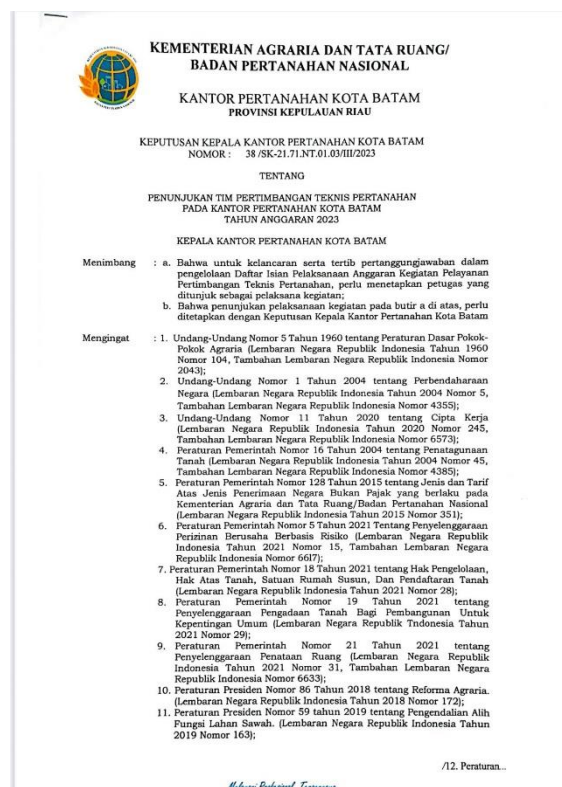 KEMENTERIAN AGRARIA DAN TATA RUANG/
BADAN PERTANAHAN NASIONAL
KANTOR PERTANAHAN KOTA BATAM
PROVINSI KEPULAUAN RIAU
KEPUTUSAN KEPALA KANTOR PERTANAHAN KOTA BATAM
NOMOR : 38 /SK-21.71.NT.01.03/III/2023
TENTANG
PENUNJUKAN TIM PERTIMBANGAN TEKNIS PERTANAHAN
PADA KANTOR PERTANAHAN KOTA BATAM
TAHUN ANGGARAN 2023
KEPALA KANTOR PERTANAHAN KOTA BATAM
Menimbang : a. Bahwa untuk kelancaran serta tertib pertanggungjawaban dalam
pengelolaan Daftar Isian Pelaksanaan Anggaran Kegiatan Pelayanan
Pertimbangan Teknis Pertanahan, perlu menetapkan petugas yang
ditunjuk sebagai pelaksana kegiatan;
b. Bahwa penunjukan pelaksanaan kegiatan pada butir a di atas, perlu
ditetapkan dengan Keputusan Kepala Kantor Pertanahan Kota Batam
Mengingat : 1. Undang-Undang Nomor 5 Tahun 1960 tentang Peraturan Dasar Pokok-
Pokok Agraria (Lembaran Negara Republik Indonesia Tahun 1960
Nomor 104, Tambahan Lembaran Negara Republik Indonesia Nomor
2043);
2. Undang-Undang Nomor 1 Tahun 2004 tentang Perbendaharaan
Negara (Lembaran Negara Republik Indonesia Tahun 2004 Nomor 5,
Tambahan Lembaran Negara Republik Indonesia Nomor 4355);
3. Undang-Undang Nomor 11 Tahun 2020 tentang Cipta Kerja
(Lembaran Negara Republik Indonesia Tahun 2020 Nomor 245,
Tambahan Lembaran Negara Republik Indonesia Nomor 6573);
4. Peraturan Pemerintah Nomor 16 Tahun 2004 tentang Penatagunaan
Tanah (Lembaran Negara Republik Indonesia Tahun 2004 Nomor 45,
Tambahan Lembaran Negara Republik Indonesia Nomor 4385);
5. Peraturan Pemerintah Nomor 128 Tahun 2015 tentang Jenis dan Tarif
Atas Jenis Penerimaan Negara Bukan Pajak yang berlaku pada
Kementerian Agraria dan Tata Ruang/Badan Pertanahan Nasional
(Lembaran Negara Republik Indonesia Tahun 2015 Nomor 351);
6. Peraturan Pemerintah Nomor 5 Tahun 2021 Tentang Penyelenggaraan
Perizinan Berusaha Berbasis Risiko (Lembaran Negara Republik
Indonesia Tahun 2021 Nomor 15, Tambahan Lembaran Negara
Republik Indonesia Nomor 66l7);
7. Peraturan Pemerintah Nomor 18 Tahun 2021 tentang Hak Pengelolaan,
Hak Atas Tanah, Satuan Rumah Susun, Dan Pendaftaran Tanah
(Lembaran Negara Republik Indonesia Tahun 2021 Nomor 28);
8. Peraturan Pemerintah Nomor 19 Tahun 2021 tentang
Penyelenggaraan Pengadaan Tanah Bagi Pembangunan Untuk
Kepentingan Umum (Lembaran Negara Republik Tndonesia Tahun
2021 Nomor 29);
9. Peraturan Pemerintah Nomor 21 Tahun 2021 tentang
Penyelenggaraan Penataan Ruang (Lembaran Negara Republik
Indonesia Tahun 2021 Nomor 31, Tambahan Lembaran Negara
Republik Indonesia Nomor 6633);
10. Peraturan Presiden Nomor 86 Tahun 2018 tentang Reforma Agraria.
(Lembaran Negara Republik Indonesia Tahun 2018 Nomor 172);
11. Peraturan Presiden Nomor 59 tahun 2019 tentang Pengendalian Alih
Fungsi Lahan Sawah. (Lembaran Negara Republik Indonesia Tahun
2019 Nomor 163);
/12. Peraturan...